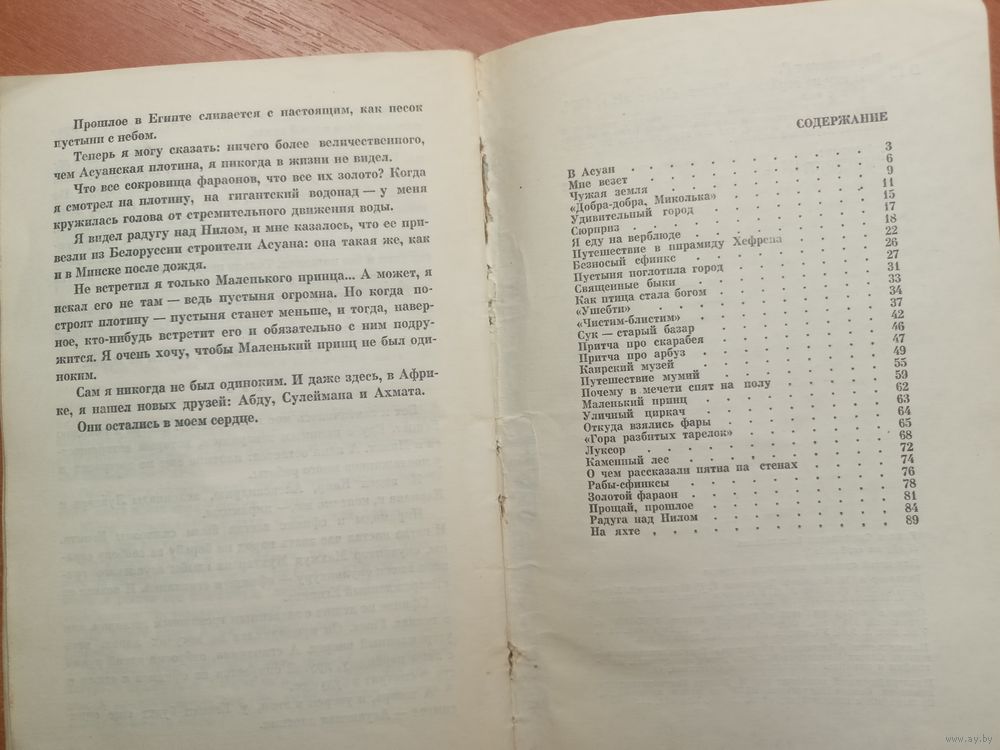 Прошлое в Египте сливается с настоящим, как песок
пустыни с небом.
Теперь я могу сказать: ничего более величественного,
чем Асуанская плотина, я никогда в жизни не видел.
Что все сокровища фараонов, что все их золото? Когда
я смотрел на плотину, на гигантский водопад — у меня
кружилась голова от стремительного движения воды.
Я видел радугу над Нилом, и мне казалось, что ее при-
везли из Белоруссии строители Асуана: она такая же, как
и в Минске после дождя.
Не встретил я только Маленького принца... А может, я
искал его не там — ведь пустыня огромна. Но когда по-
строят плотину — пустыня станет меньше, и тогда, навер-
ное, кто-нибудь встретит его и обязательно с ним подру-
жится. Я очень хочу, чтобы Маленький принц не был оди-
ноким.
Сам я никогда не был одиноким. И даже здесь, в Афри-
ке, я нашел новых друзей: Абду, Сулеймана и Ахмата.
Они остались в моем сердце.
СОДЕРЖАНИЕ
В Асуан 3
Мне везет 6
Чужая земля 9
«Добра-добра, Миколька» 11
Удивительный город 15
Сюрприз 17
Я еду на верблюде 18
Путешествие в пирамиду Хефрена 22
Безносый сфинкс 26
Пустыня поглотила город 27
Священные быки 31
Как птица стала богом 33
«Ушебти» 34
«Чистим-блистим» 37
Сук — старый базар 42
Притча про скарабея 46
Притча про арбуз 47
Каирский музей 49
Путешествие мумий 55
Почему в мечети спят на полу 59
Маленький принц 62
Уличный циркач 63
Откуда взялись фары 64
«Гора разбитых тарелок» 65
Луксор 68
Каменный лес 72
О чем рассказали пятна на стенах 74
Рабы-сфинксы 76
Золотой фараон 78
Прощай, прошлое 81
Радуга над Нилом 84
На яхте 89
www.ay.by